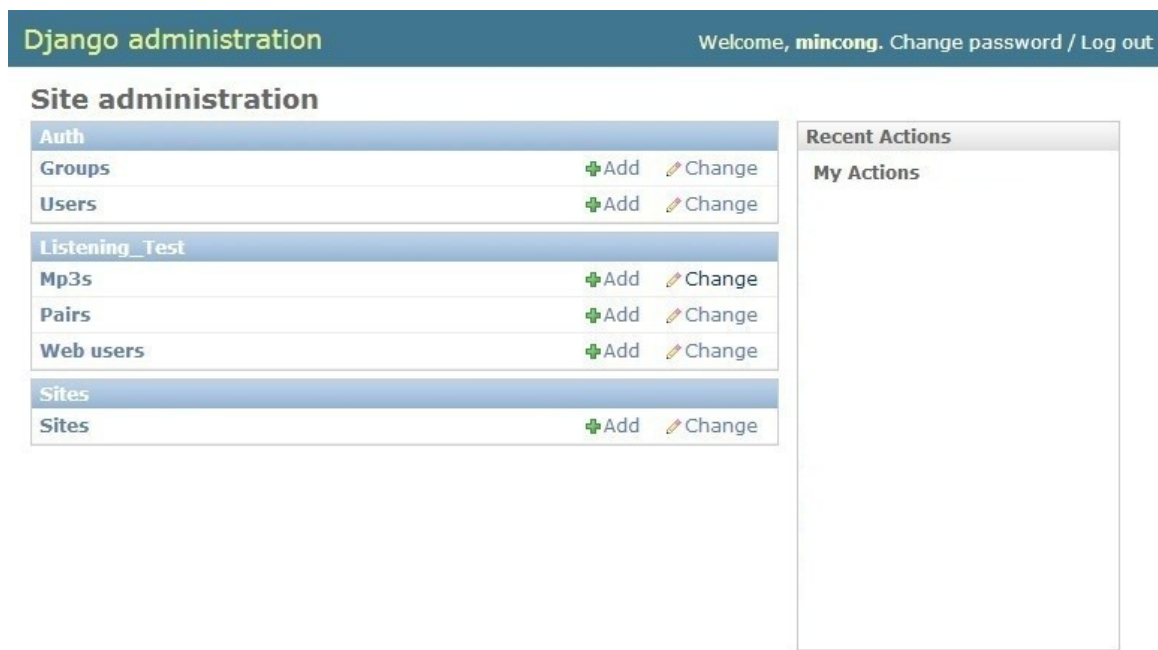 Django administration
Welcome, mincong. Change password / Log out
Site administration
Auth
Groups Add Change
Users Add Change
Listening_Test
Mp3s Add Change
Pairs Add Change
Web users Add Change
Sites
Sites Add Change
Recent Actions
My Actions